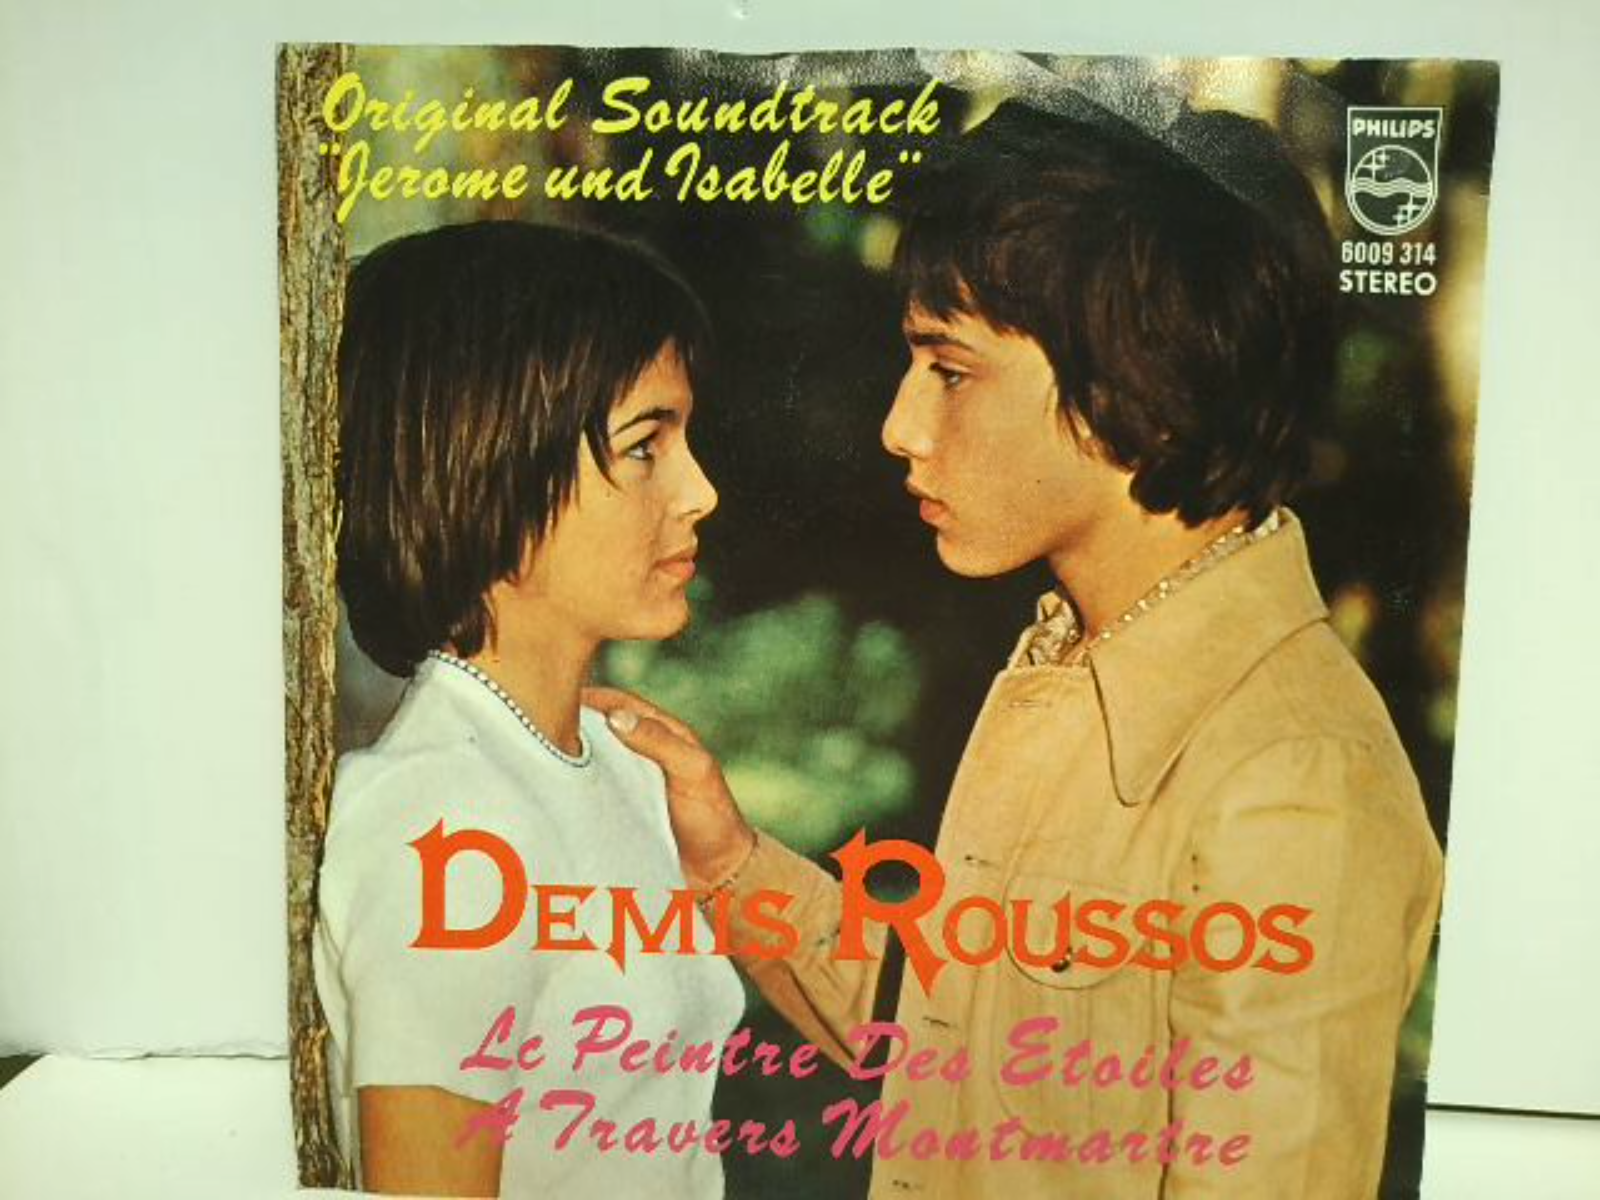 Original Soundtrack
"Jerome und Isabelle"
PHILIPS
6009 314
STEREO
DEMIS ROUSSOS
Le Peintre Des Etoiles
A Travers Montmartre